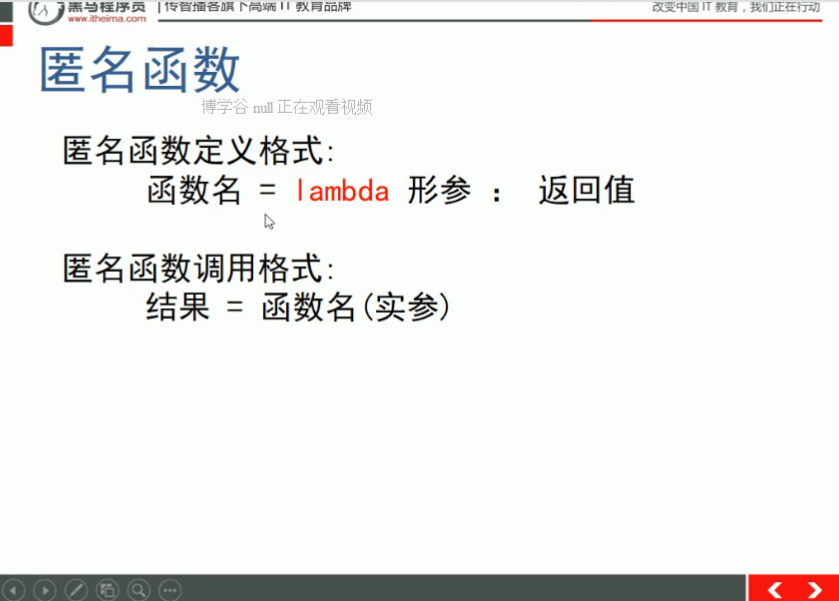 黑马程序员 | 传智播客旗下高端 IT 教育品牌
改变中国 IT 教育，我们正在行动
www.itheima.com
匿名函数
博学谷 null 正在观看视频
匿名函数定义格式:
函数名 = lambda 形参 : 返回值
匿名函数调用格式:
结果 = 函数名(实参)